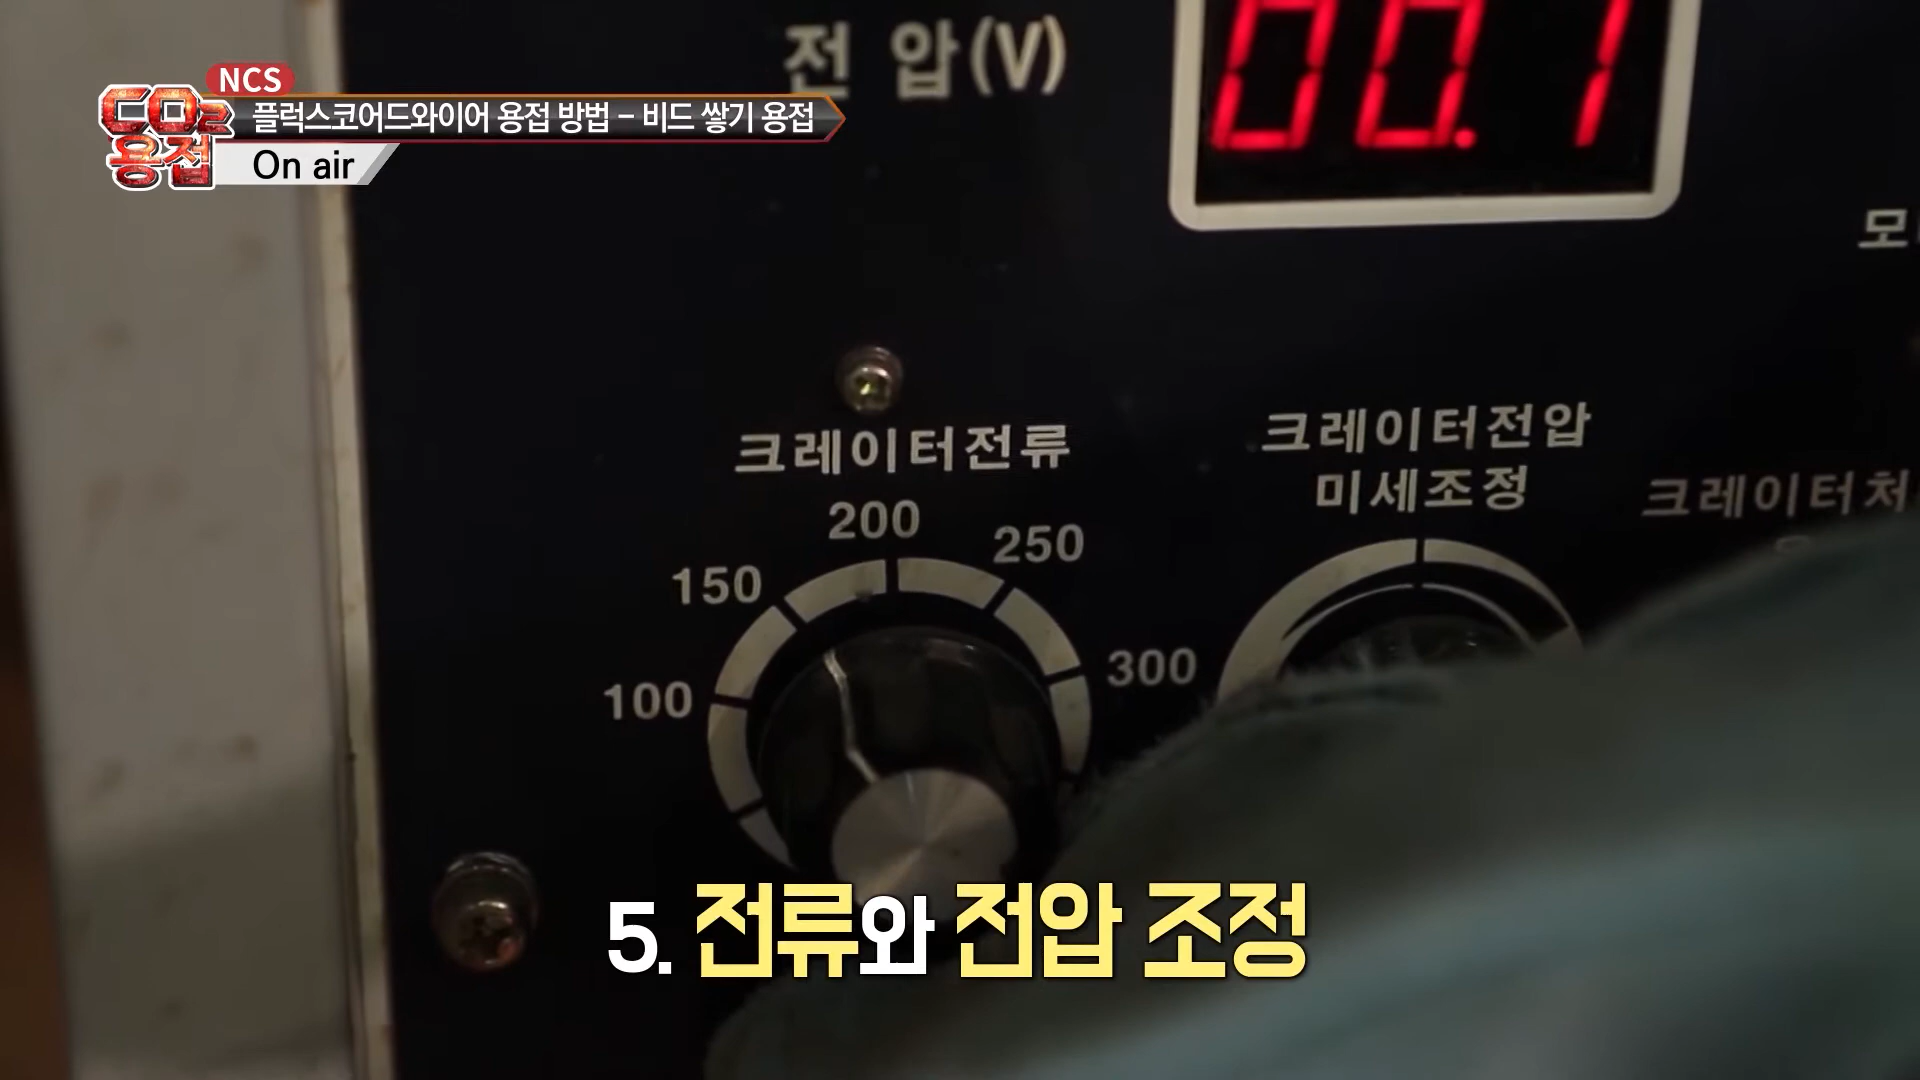 전 압(V)
00.1
NCS
CO2
용접
플럭스코어드와이어 용접 방법 – 비드 쌓기 용접
On air
크레이터전류
크레이터전압
미세조정
200
250
150
300
100
5. 전류와 전압 조정